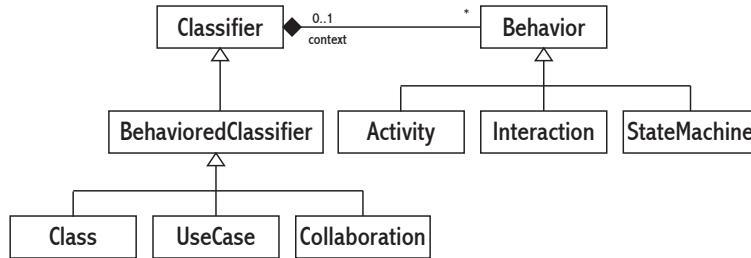 Classifier
0..1
*
context
Behavior
BehavioredClassifier
Activity
Interaction
StateMachine
Class
UseCase
Collaboration